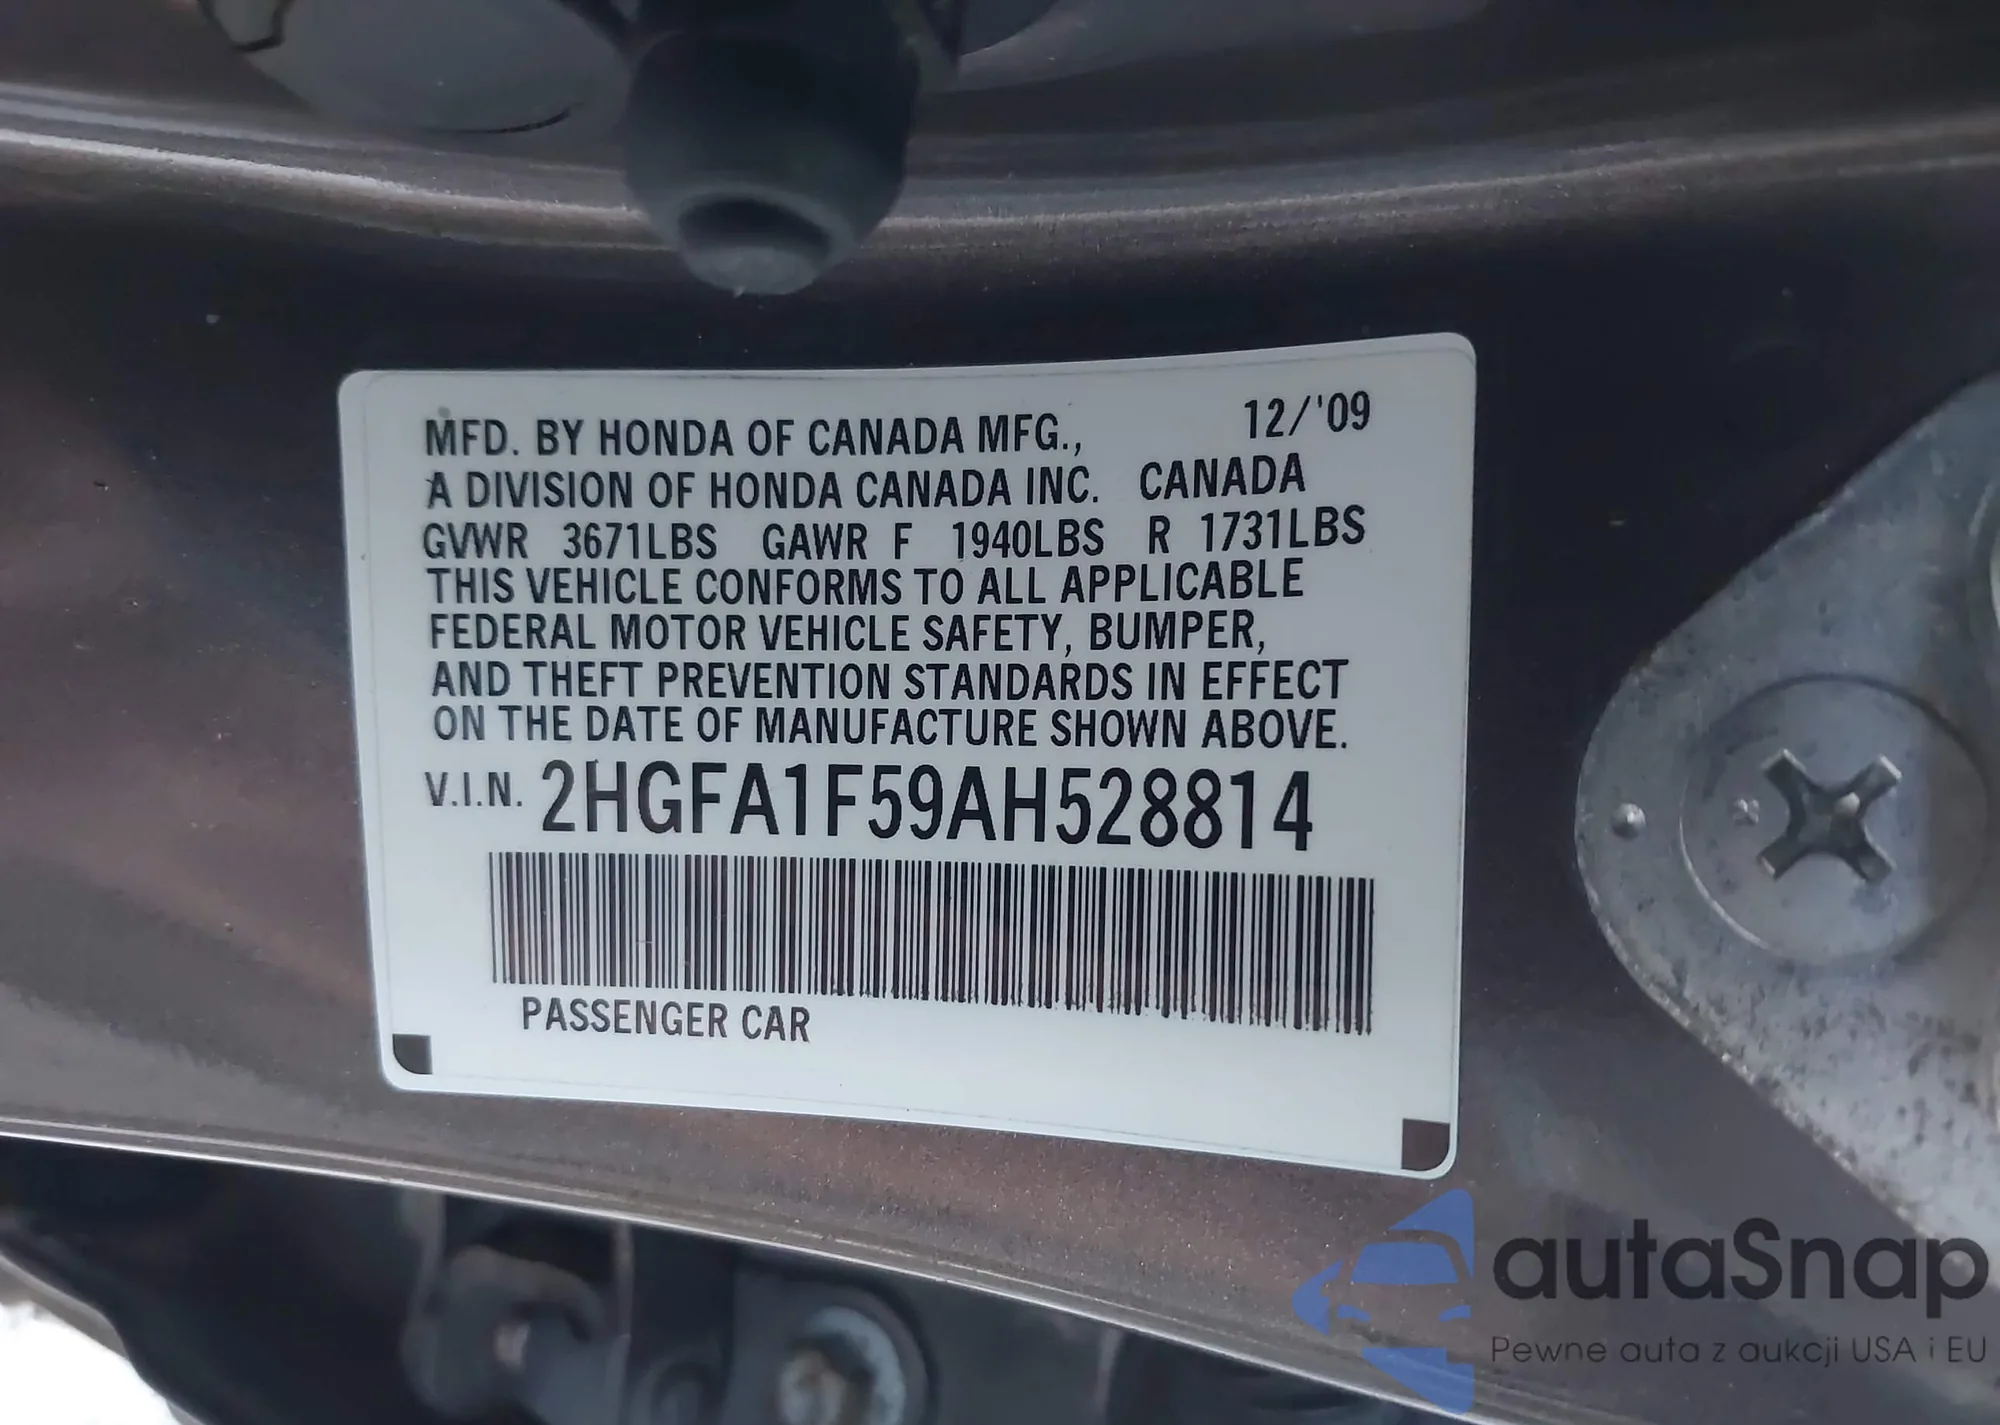 MFD. BY HONDA OF CANADA MFG., 12/'09
A DIVISION OF HONDA CANADA INC. CANADA
GVWR 3671LBS GAWR F 1940LBS R 1731LBS
THIS VEHICLE CONFORMS TO ALL APPLICABLE
FEDERAL MOTOR VEHICLE SAFETY, BUMPER,
AND THEFT PREVENTION STANDARDS IN EFFECT
ON THE DATE OF MANUFACTURE SHOWN ABOVE.
V.I.N. 2HGFA1F59AH528814
PASSENGER CAR
autaSnap
Pewne auta z aukcji USA i EU